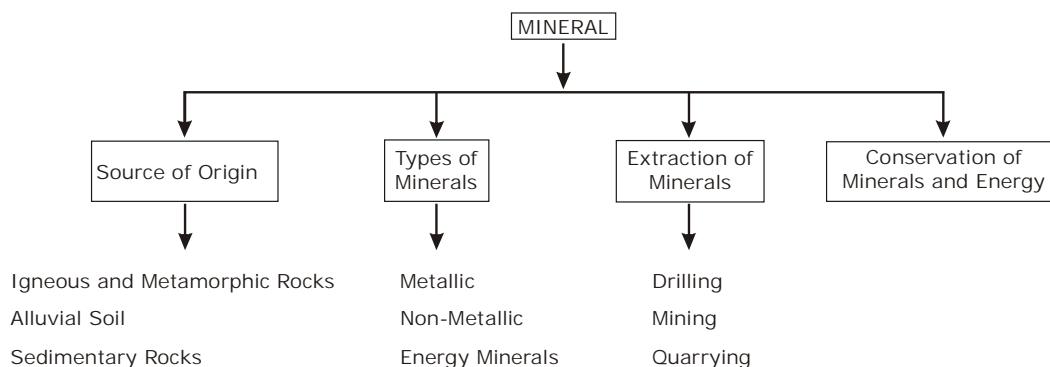 MINERAL
Source of Origin
Types of
Minerals
Extraction of
Minerals
Conservation of
Minerals and Energy
Igneous and Metamorphic Rocks
Alluvial Soil
Sedimentary Rocks
Metallic
Non-Metallic
Energy Minerals
Drilling
Mining
Quarrying